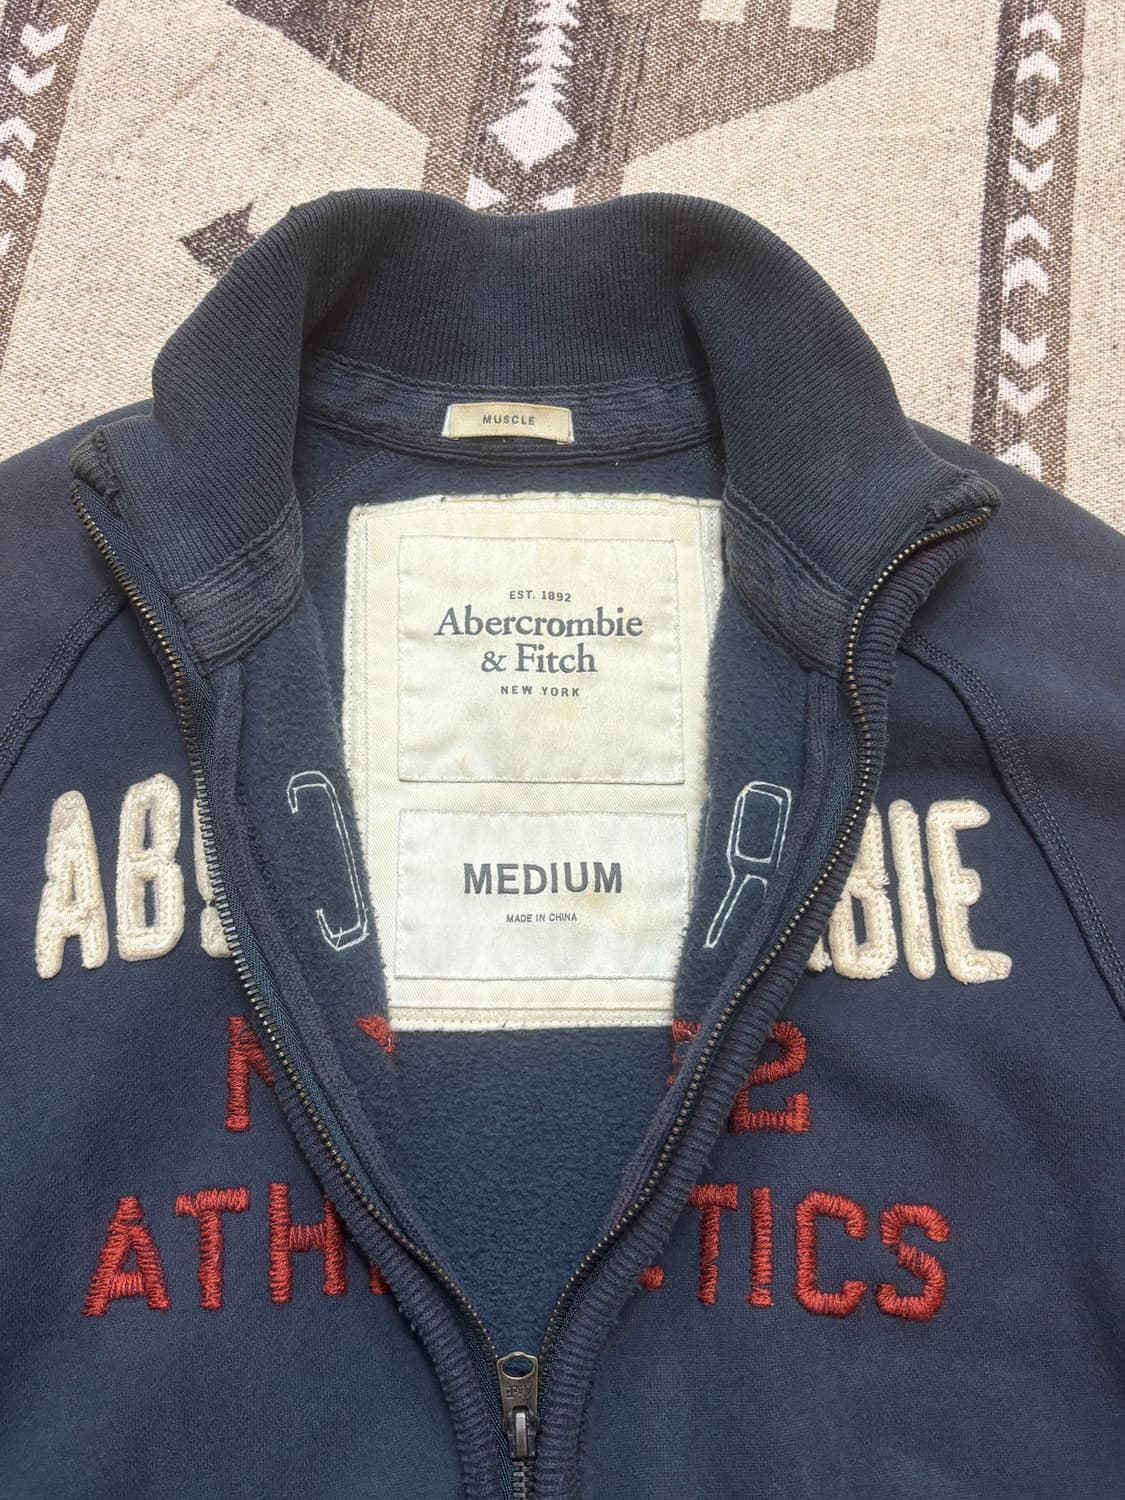 MUSCLE
EST. 1892
Abercrombie
& Fitch
NEW YORK
MEDIUM
MADE IN CHINA
AB BIE
N 2
ATH TICS